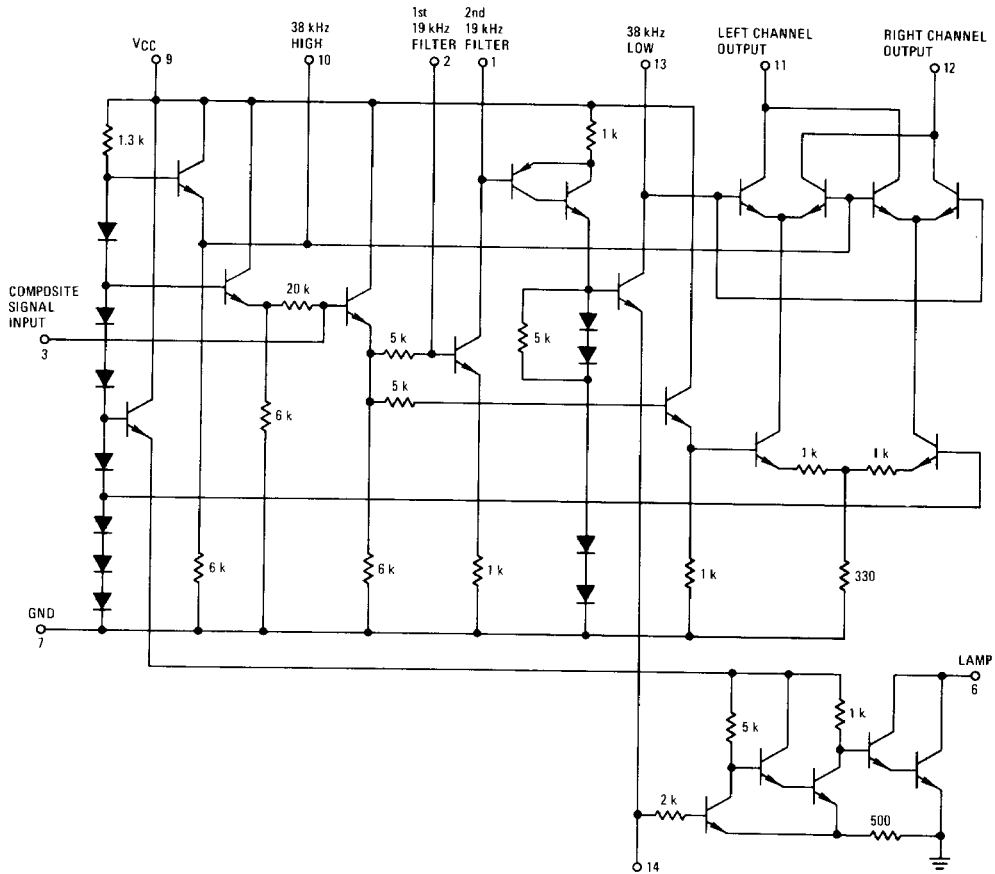 1st
2nd
38 kHz
19 kHz
19 kHz
38 kHz
LEFT CHANNEL
RIGHT CHANNEL
VCC
HIGH
FILTER
FILTER
LOW
OUTPUT
OUTPUT
9
10
2
1
13
11
12
1.3 k
1 k
COMPOSITE
SIGNAL
INPUT
3
20 k
5 k
5 k
5 k
6 k
1 k
1 k
6 k
6 k
1 k
1 k
330
GND
7
LAMP
6
5 k
1 k
2 k
500
14